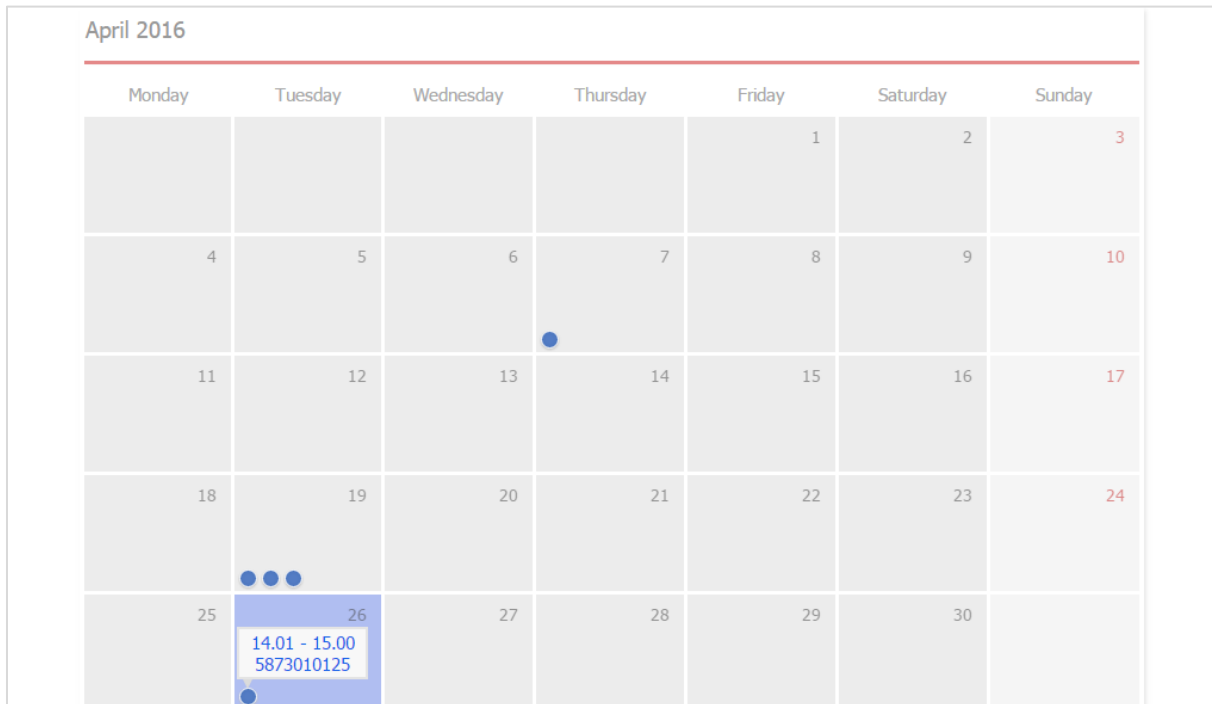 April 2016
Monday Tuesday Wednesday Thursday Friday Saturday Sunday
1 2 3
4 5 6 7 8 9 10
11 12 13 14 15 16 17
18 19 20 21 22 23 24
25 26 27 28 29 30
14.01 - 15.00
5873010125